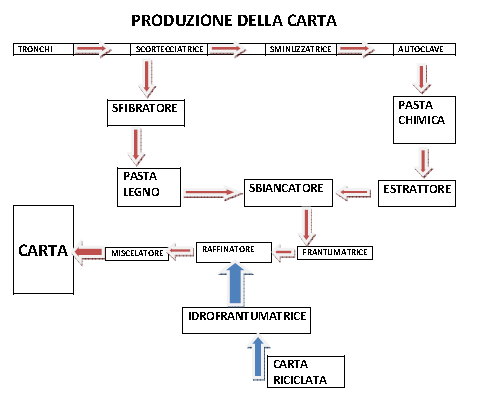 PRODUZIONE DELLA CARTA
TRONCHI
SCORTECCIATRICE
SMINUZZATRICE
AUTOCLAVE
SFIBRATORE
PASTA
CHIMICA
PASTA
LEGNO
SBIANCATORE
ESTRATTORE
CARTA
MISCELATORE
RAFFINATORE
FRANTUMATRICE
IDROFRANTUMATRICE
CARTA
RICICLATA